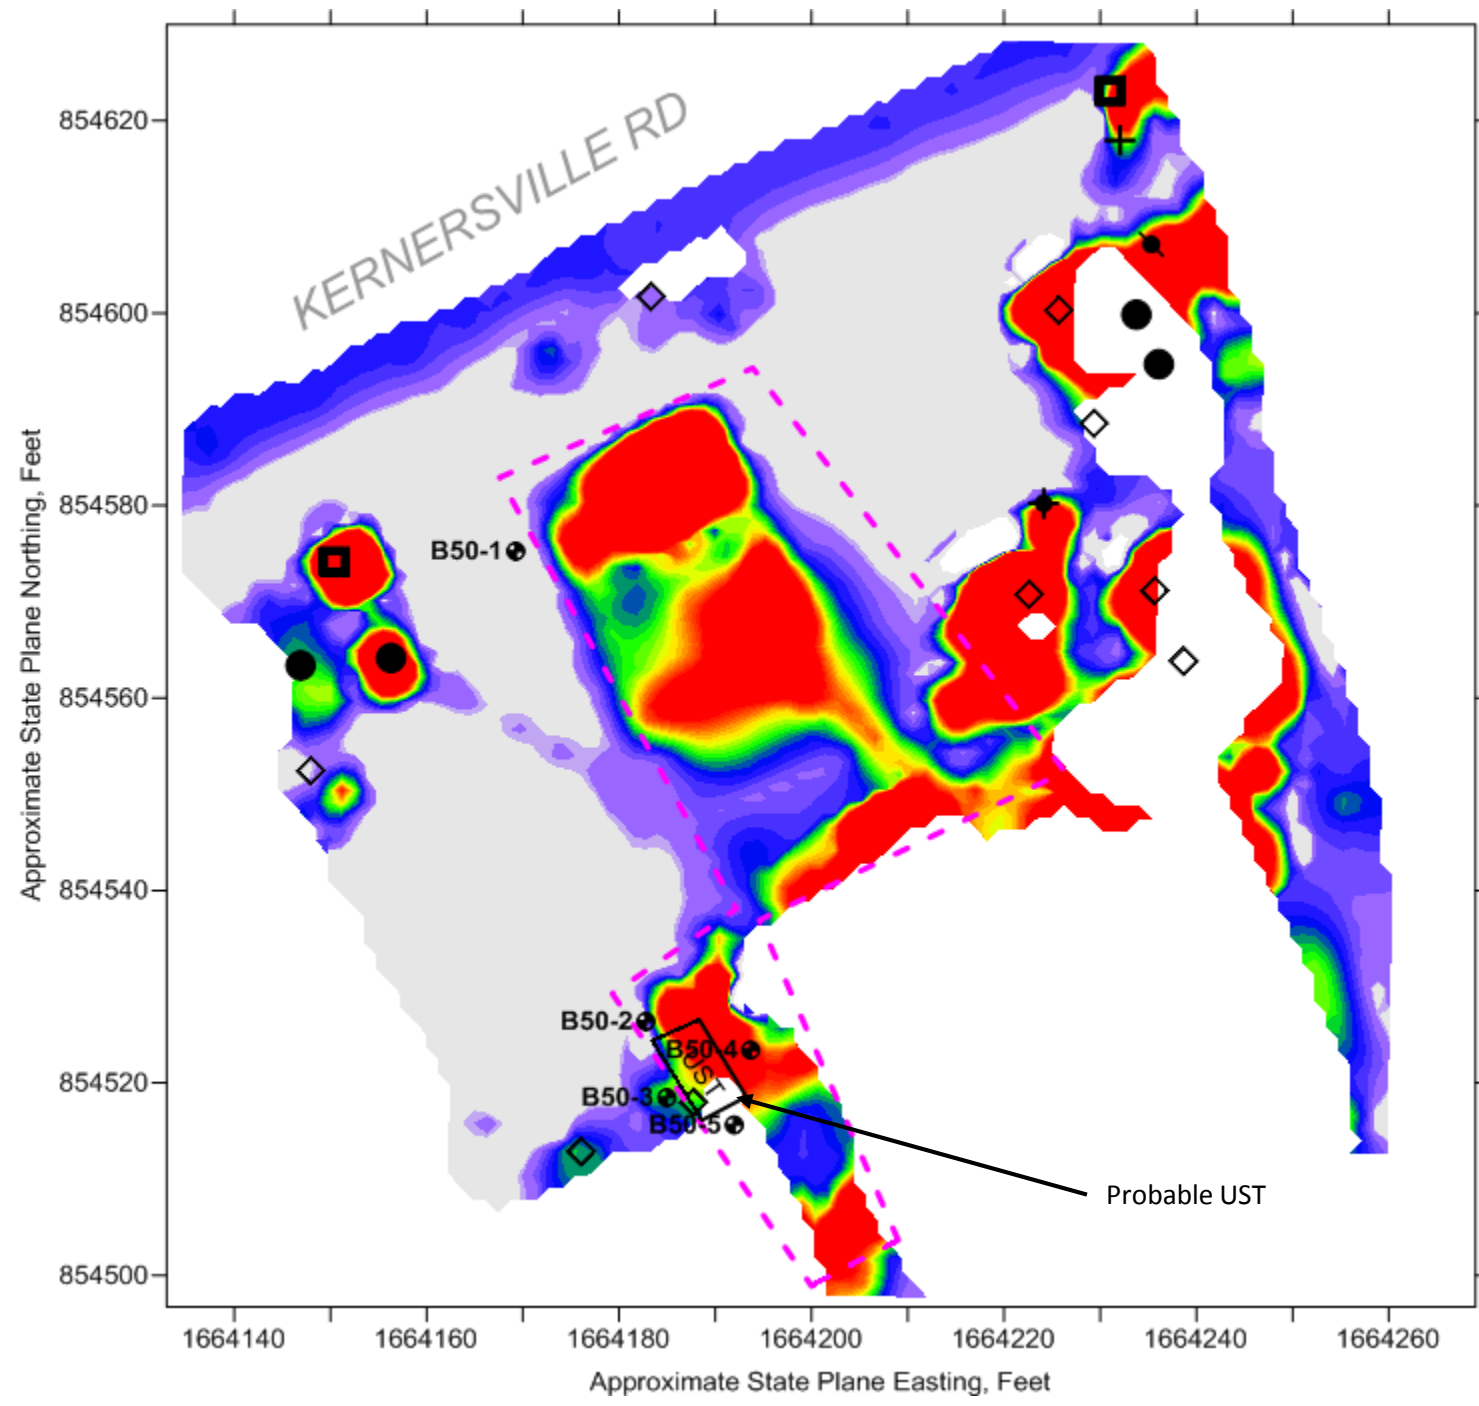 KERNERSVILLE RD
854620
854600
854580
854560
854540
854520
854500
Approximate State Plane Northing, Feet
B50-1
B50-2
B50-4
UST
B50-3
B50-5
Probable UST
1664140 1664160 1664180 1664200 1664220 1664240 1664260
Approximate State Plane Easting, Feet